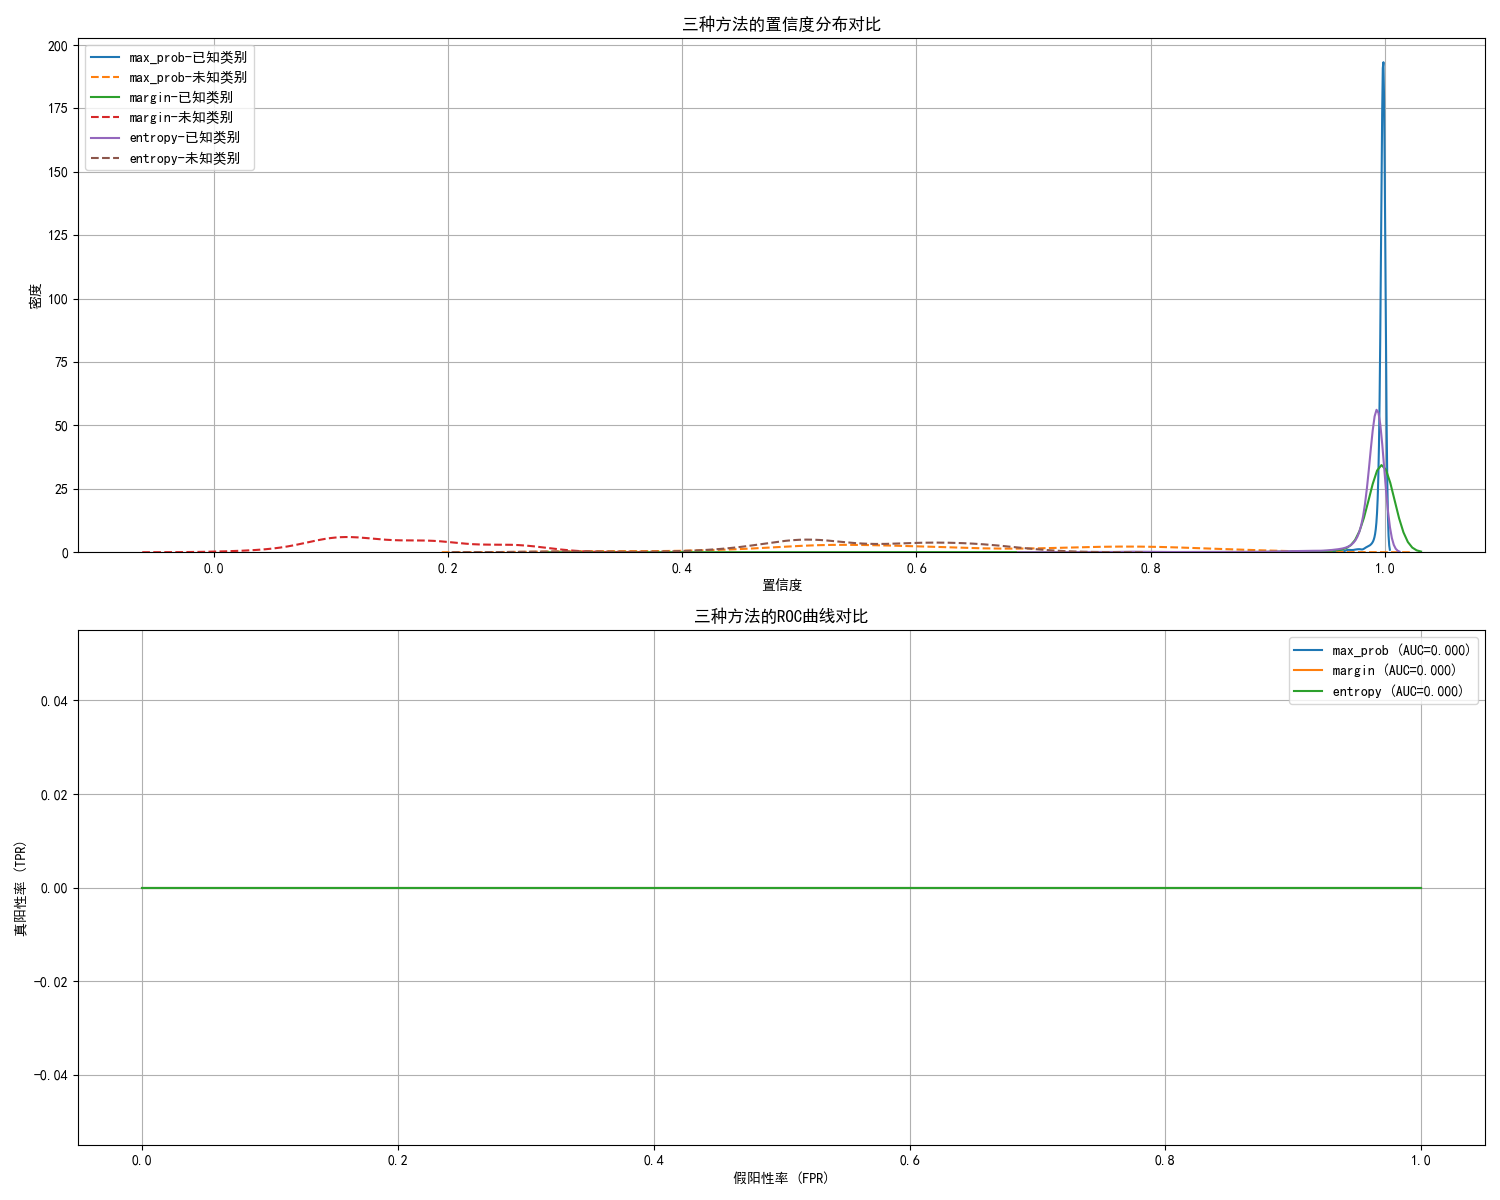 三种方法的置信度分布对比
max_prob-已知类别
max_prob-未知类别
margin-已知类别
margin-未知类别
entropy-已知类别
entropy-未知类别
200
175
150
125
100
75
50
25
0
密度
0.0 0.2 0.4 0.6 0.8 1.0
置信度
三种方法的ROC曲线对比
max_prob (AUC=0.000)
margin (AUC=0.000)
entropy (AUC=0.000)
0.04
0.02
0.00
-0.02
-0.04
真阳性率 (TPR)
0.0 0.2 0.4 0.6 0.8 1.0
假阳性率 (FPR)